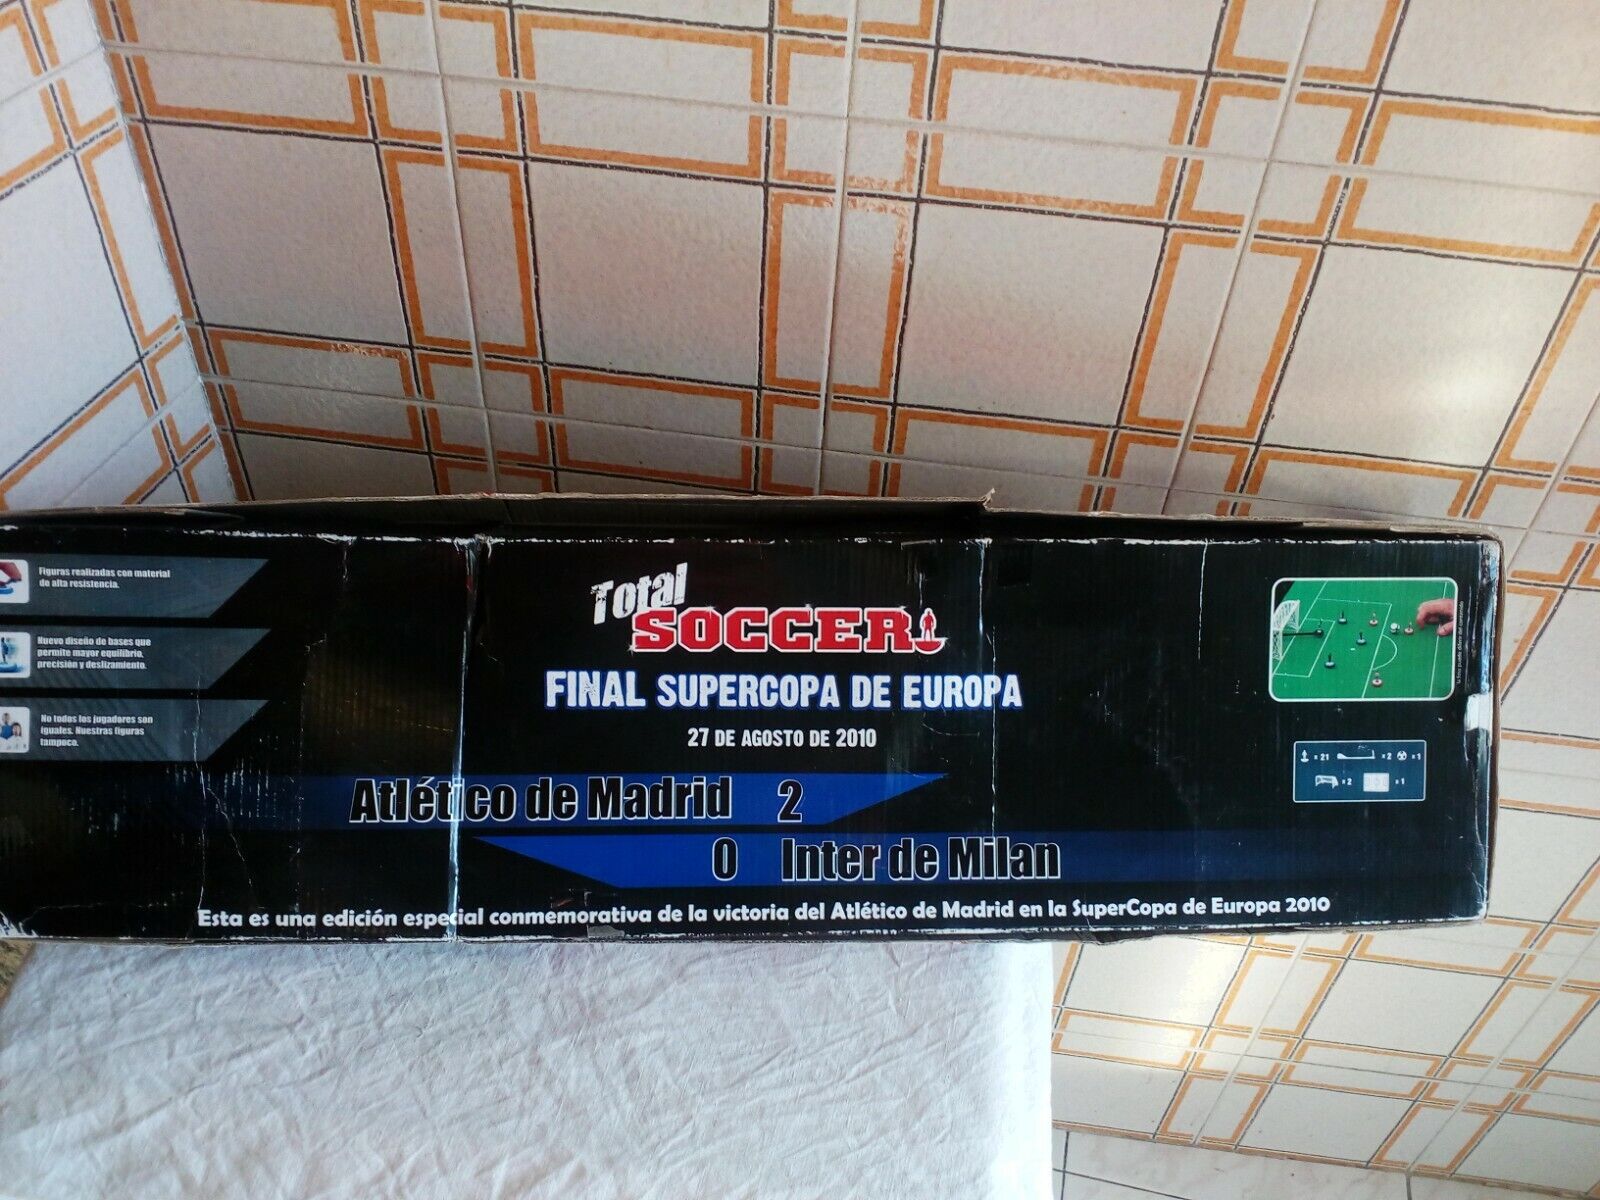 Figuras realizadas con material
de alta resistencia.
Nuevo diseño de bases que
permite mayor equilibrio,
precisión y deslizamiento.
No todos los jugadores son
iguales. Nuestras figuras
tampoco.
Total
SOCCER
FINAL SUPERCOPA DE EUROPA
27 DE AGOSTO DE 2010
Atlético de Madrid 2
0 Inter de Milan
Esta es una edición especial conmemorativa de la victoria del Atlético de Madrid en la SuperCopa de Europa 2010
x 21 x 2 x 1
x 2 x 1